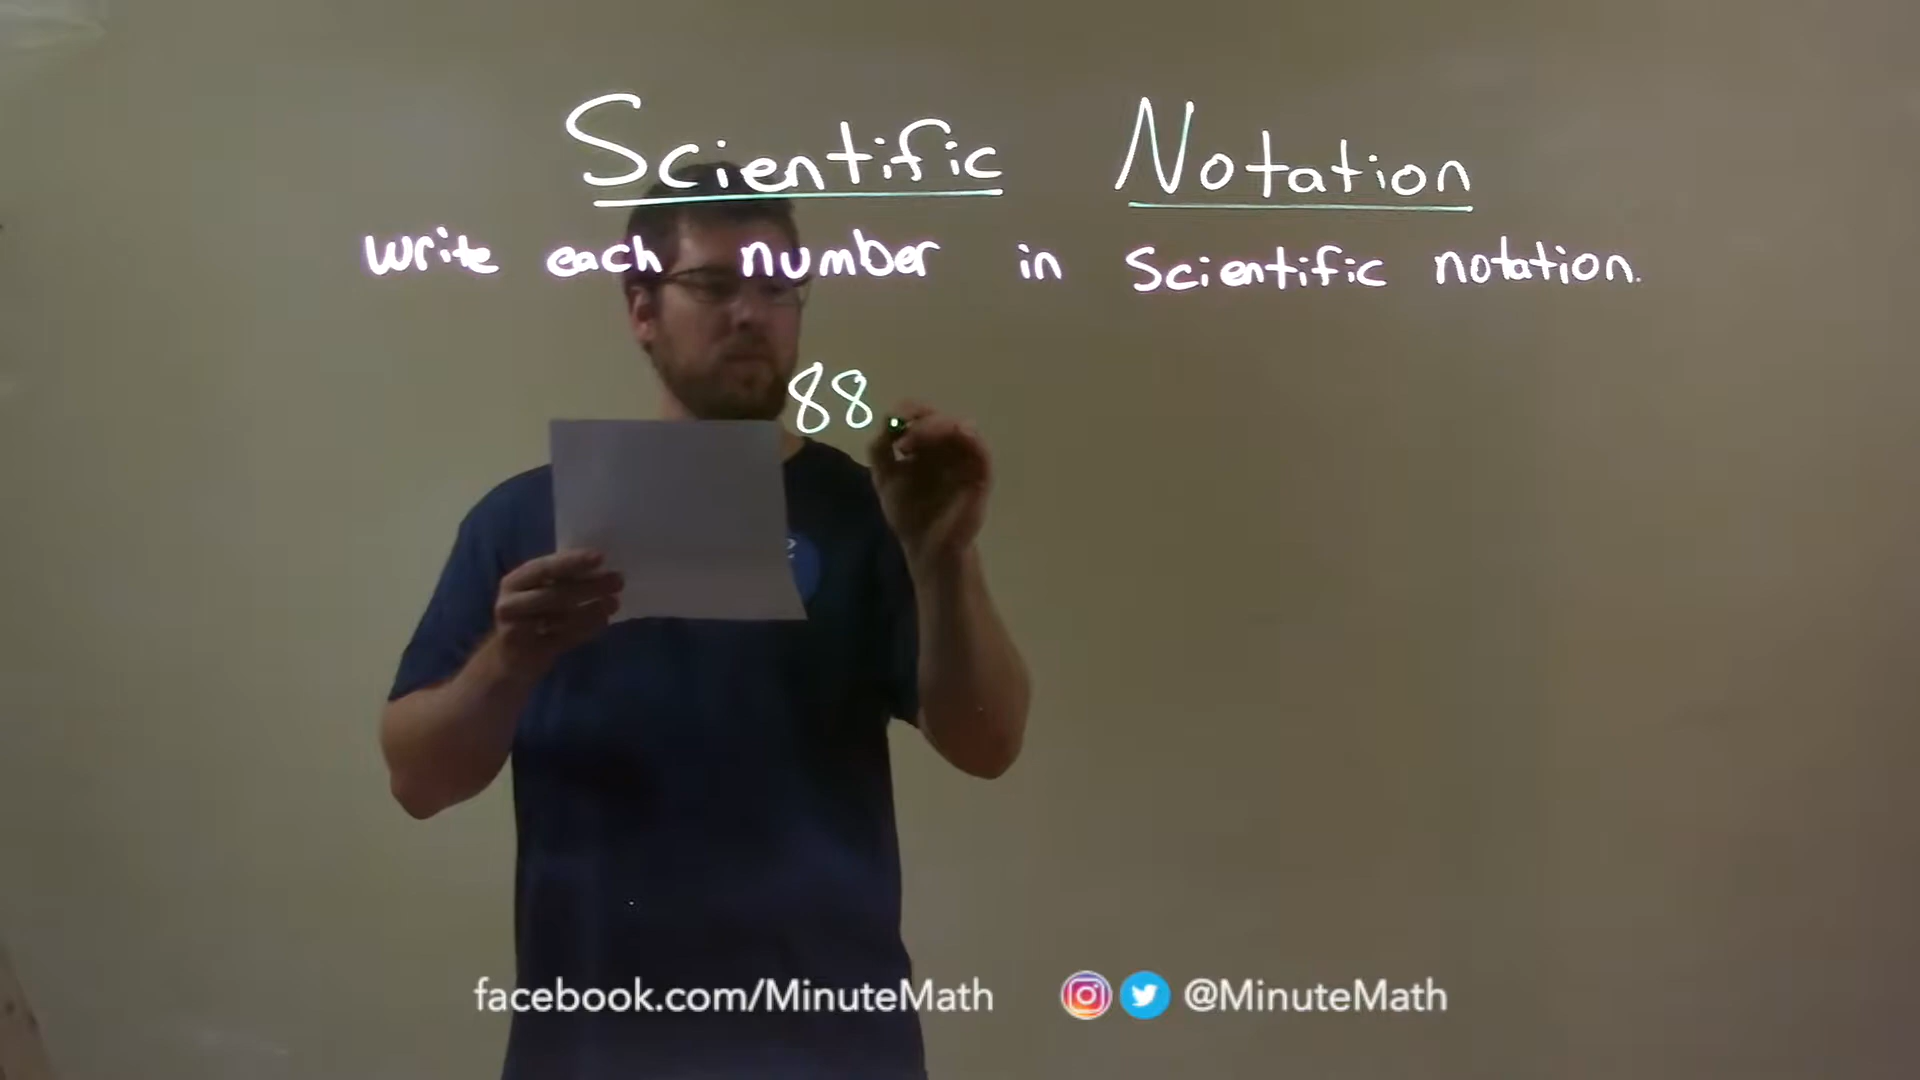 Scientific Notation
Write each number in scientific notation.
88.
facebook.com/MinuteMath @MinuteMath